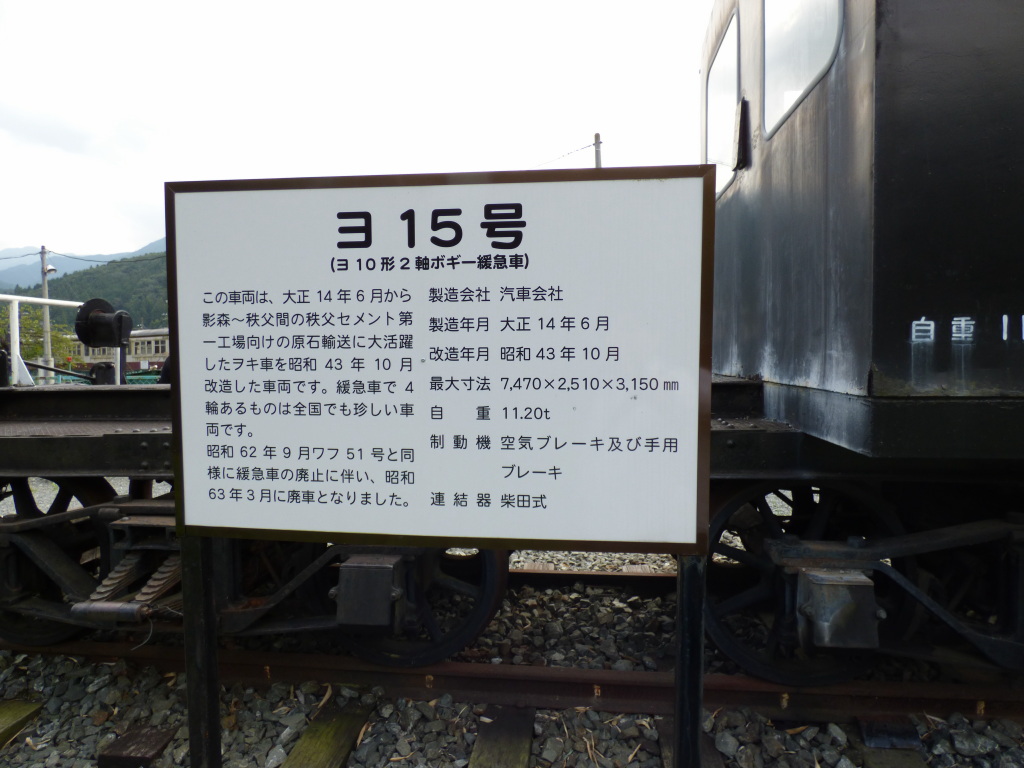 ヨ 15 号
(ヨ 10 形 2 軸ボギー緩急車)
この車両は、大正 14 年 6 月から
影森～秩父間の秩父セメント第
一工場向けの原石輸送に大活躍
したヲキ車を昭和 43 年 10 月
改造した車両です。緩急車で 4
輪あるものは全国でも珍しい車
両です。
昭和 62 年 9 月ワフ 51 号と同
様に緩急車の廃止に伴い、昭和
63 年 3 月に廃車となりました。
製造会社 汽車会社
製造年月 大正 14 年 6 月
改造年月 昭和 43 年 10 月
最大寸法 7,470×2,510×3,150 ㎜
自　重 11.20t
制動機 空気ブレーキ及び手用
ブレーキ
連結器 柴田式
自重